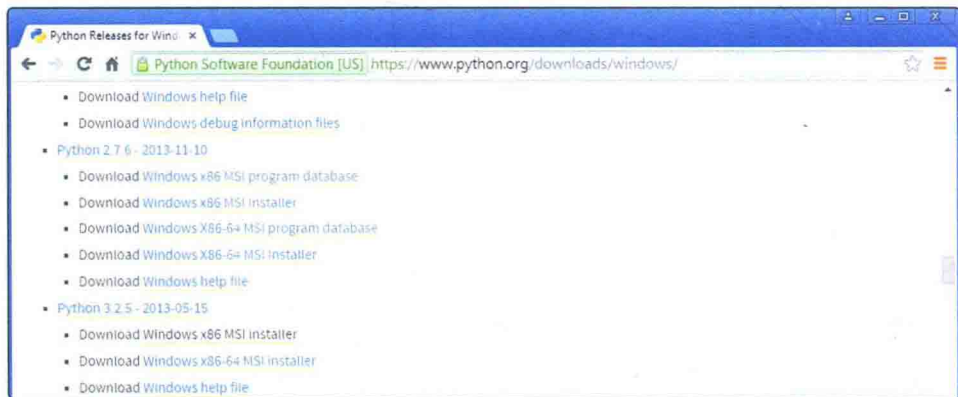 Python Releases for Wind
Python Software Foundation [US] https://www.python.org/downloads/windows/
Download Windows help file
Download Windows debug information files
Python 2.7.6 - 2013-11-10
Download Windows x86 MSI program database
Download Windows x86 MSI installer
Download Windows X86-64 MSI program database
Download Windows X86-64 MSI installer
Download Windows help file
Python 3.2.5 - 2013-05-15
Download Windows x86 MSI installer
Download Windows x86-64 MSI installer
Download Windows help file